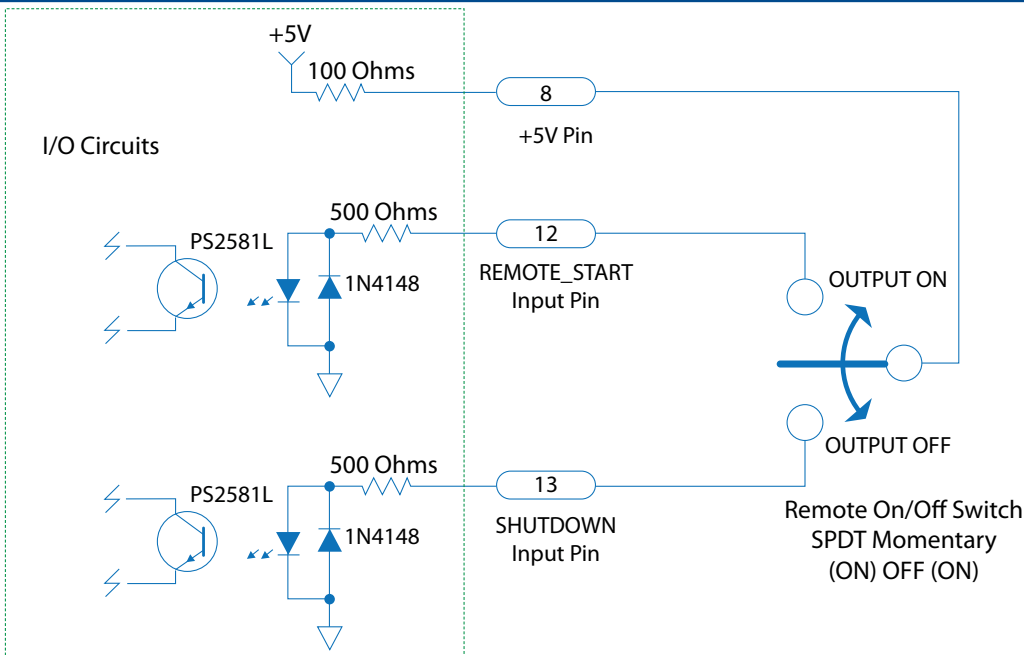 +5V
100 Ohms
8
+5V Pin
I/O Circuits
500 Ohms
PS2581L
12
1N4148
REMOTE_START
Input Pin
OUTPUT ON
OUTPUT OFF
500 Ohms
PS2581L
13
1N4148
SHUTDOWN
Input Pin
Remote On/Off Switch
SPDT Momentary
(ON) OFF (ON)